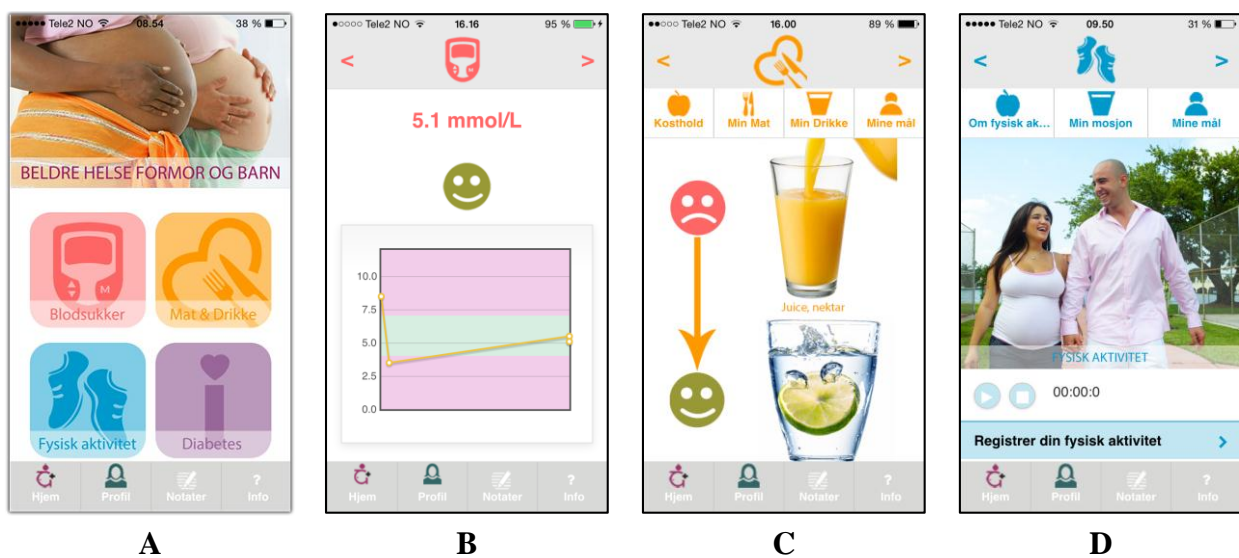 ●●●●● Tele2 NO 08.54 38 %
BELDRE HELSE FORMOR OG BARN
M
Blodsukker
Mat & Drikke
Fysisk aktivitet
Diabetes
Hjem Profil Notater ? Info
A
●○○○○ Tele2 NO 16.16 95 %
< >
M
5.1 mmol/L
10.0
7.5
5.0
2.5
0.0
Hjem Profil Notater ? Info
B
●●○○○ Tele2 NO 16.00 89 %
< >
Kosthold Min Mat Min Drikke Mine mål
Juice, nektar
Hjem Profil Notater ? Info
C
●●●●● Tele2 NO 09.50 31 %
< >
Om fysisk ak... Min mosjon Mine mål
FYSISK AKTIVITET
00:00:0
Registrer din fysisk aktivitet >
Hjem Profil Notater ? Info
D